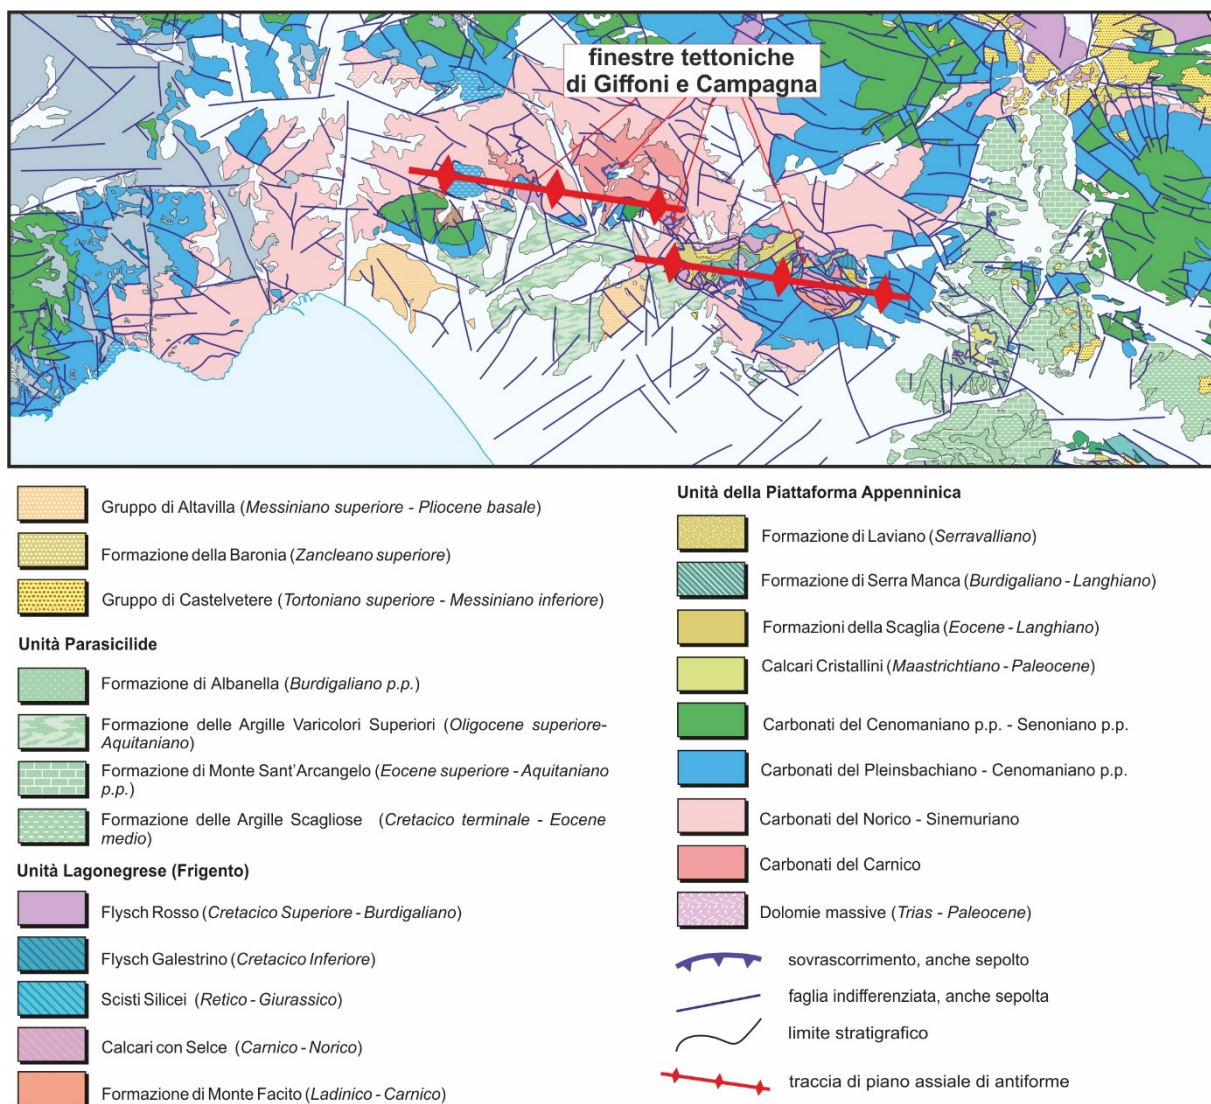 finestre tettoniche
di Giffoni e Campagna
Gruppo di Altavilla (Messiniano superiore - Pliocene basale)
Formazione della Baronia (Zancleano superiore)
Gruppo di Castelvetere (Tortoniano superiore - Messiniano inferiore)
Unità Parasicilide
Formazione di Albanella (Burdigaliano p.p.)
Formazione delle Argille Varicolori Superiori (Oligocene superiore-
Aquitaniano)
Formazione di Monte Sant'Arcangelo (Eocene superiore - Aquitaniano
p.p.)
Formazione delle Argille Scagliose (Cretacico terminale - Eocene
medio)
Unità Lagonegrese (Frigento)
Flysch Rosso (Cretacico Superiore - Burdigaliano)
Flysch Galestrino (Cretacico Inferiore)
Scisti Silicei (Retico - Giurassico)
Calcari con Selce (Carnico - Norico)
Formazione di Monte Facito (Ladinico - Carnico)
Unità della Piattaforma Appenninica
Formazione di Laviano (Serravalliano)
Formazione di Serra Manca (Burdigaliano - Langhiano)
Formazioni della Scaglia (Eocene - Langhiano)
Calcari Cristallini (Maastrichtiano - Paleocene)
Carbonati del Cenomaniano p.p. - Senoniano p.p.
Carbonati del Pleinsbachiano - Cenomaniano p.p.
Carbonati del Norico - Sinemuriano
Carbonati del Carnico
Dolomie massive (Trias - Paleocene)
sovrascorrimento, anche sepolto
faglia indifferenziata, anche sepolta
limite stratigrafico
traccia di piano assiale di antiforme